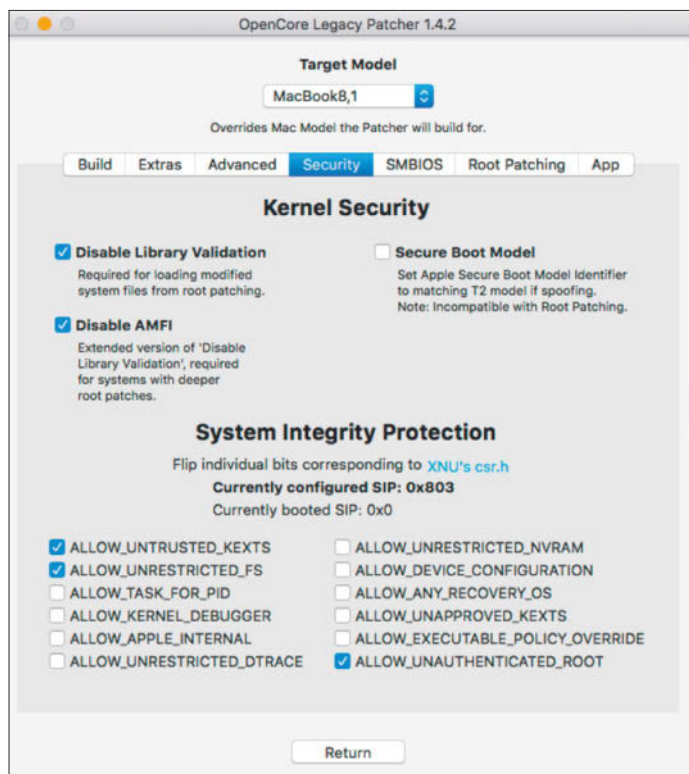 OpenCore Legacy Patcher 1.4.2
Target Model
MacBook8,1
Overrides Mac Model the Patcher will build for.
Build Extras Advanced Security SMBIOS Root Patching App
Kernel Security
Disable Library Validation
Required for loading modified
system files from root patching.
Disable AMFI
Extended version of 'Disable
Library Validation', required
for systems with deeper
root patches.
Secure Boot Model
Set Apple Secure Boot Model Identifier
to matching T2 model if spoofing.
Note: Incompatible with Root Patching.
System Integrity Protection
Flip individual bits corresponding to XNU's csr.h
Currently configured SIP: 0x803
Currently booted SIP: 0x0
ALLOW_UNTRUSTED_KEXTS
ALLOW_UNRESTRICTED_FS
ALLOW_TASK_FOR_PID
ALLOW_KERNEL_DEBUGGER
ALLOW_APPLE_INTERNAL
ALLOW_UNRESTRICTED_DTRACE
ALLOW_UNRESTRICTED_NVRAM
ALLOW_DEVICE_CONFIGURATION
ALLOW_ANY_RECOVERY_OS
ALLOW_UNAPPROVED_KEXTS
ALLOW_EXECUTABLE_POLICY_OVERRIDE
ALLOW_UNAUTHENTICATED_ROOT
Return